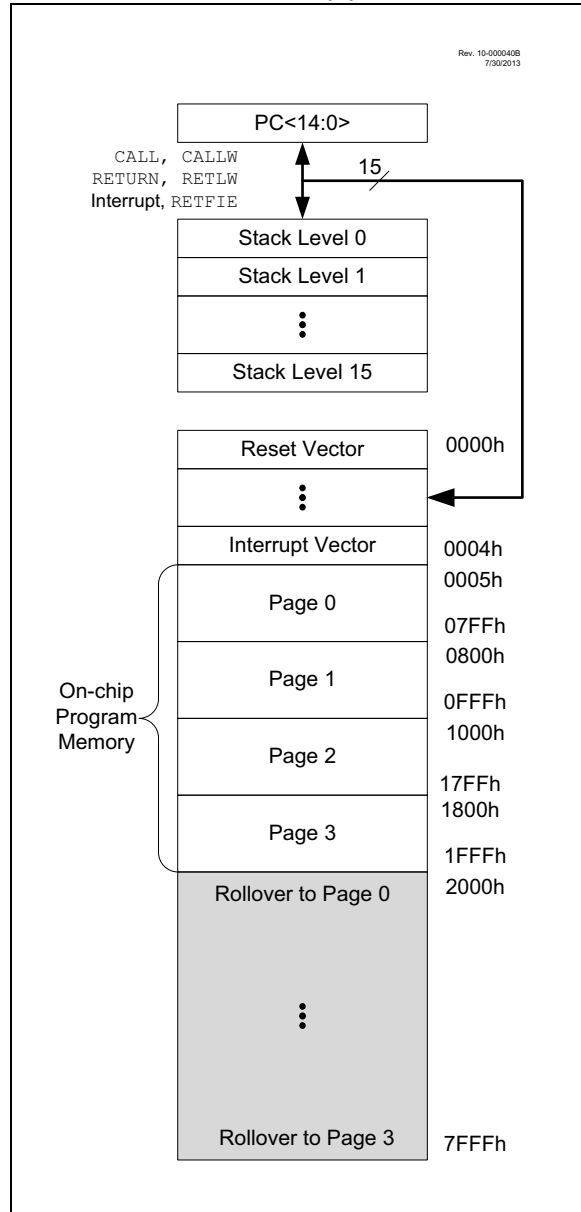 Rev. 10-000040B
7/30/2013
PC<14:0>
CALL, CALLW
RETURN, RETLW
Interrupt, RETFIE
15
Stack Level 0
Stack Level 1
Stack Level 15
Reset Vector
0000h
Interrupt Vector
0004h
0005h
Page 0
07FFh
0800h
Page 1
0FFFh
1000h
On-chip
Program
Memory
Page 2
17FFh
1800h
Page 3
1FFFh
Rollover to Page 0
2000h
Rollover to Page 3
7FFFh